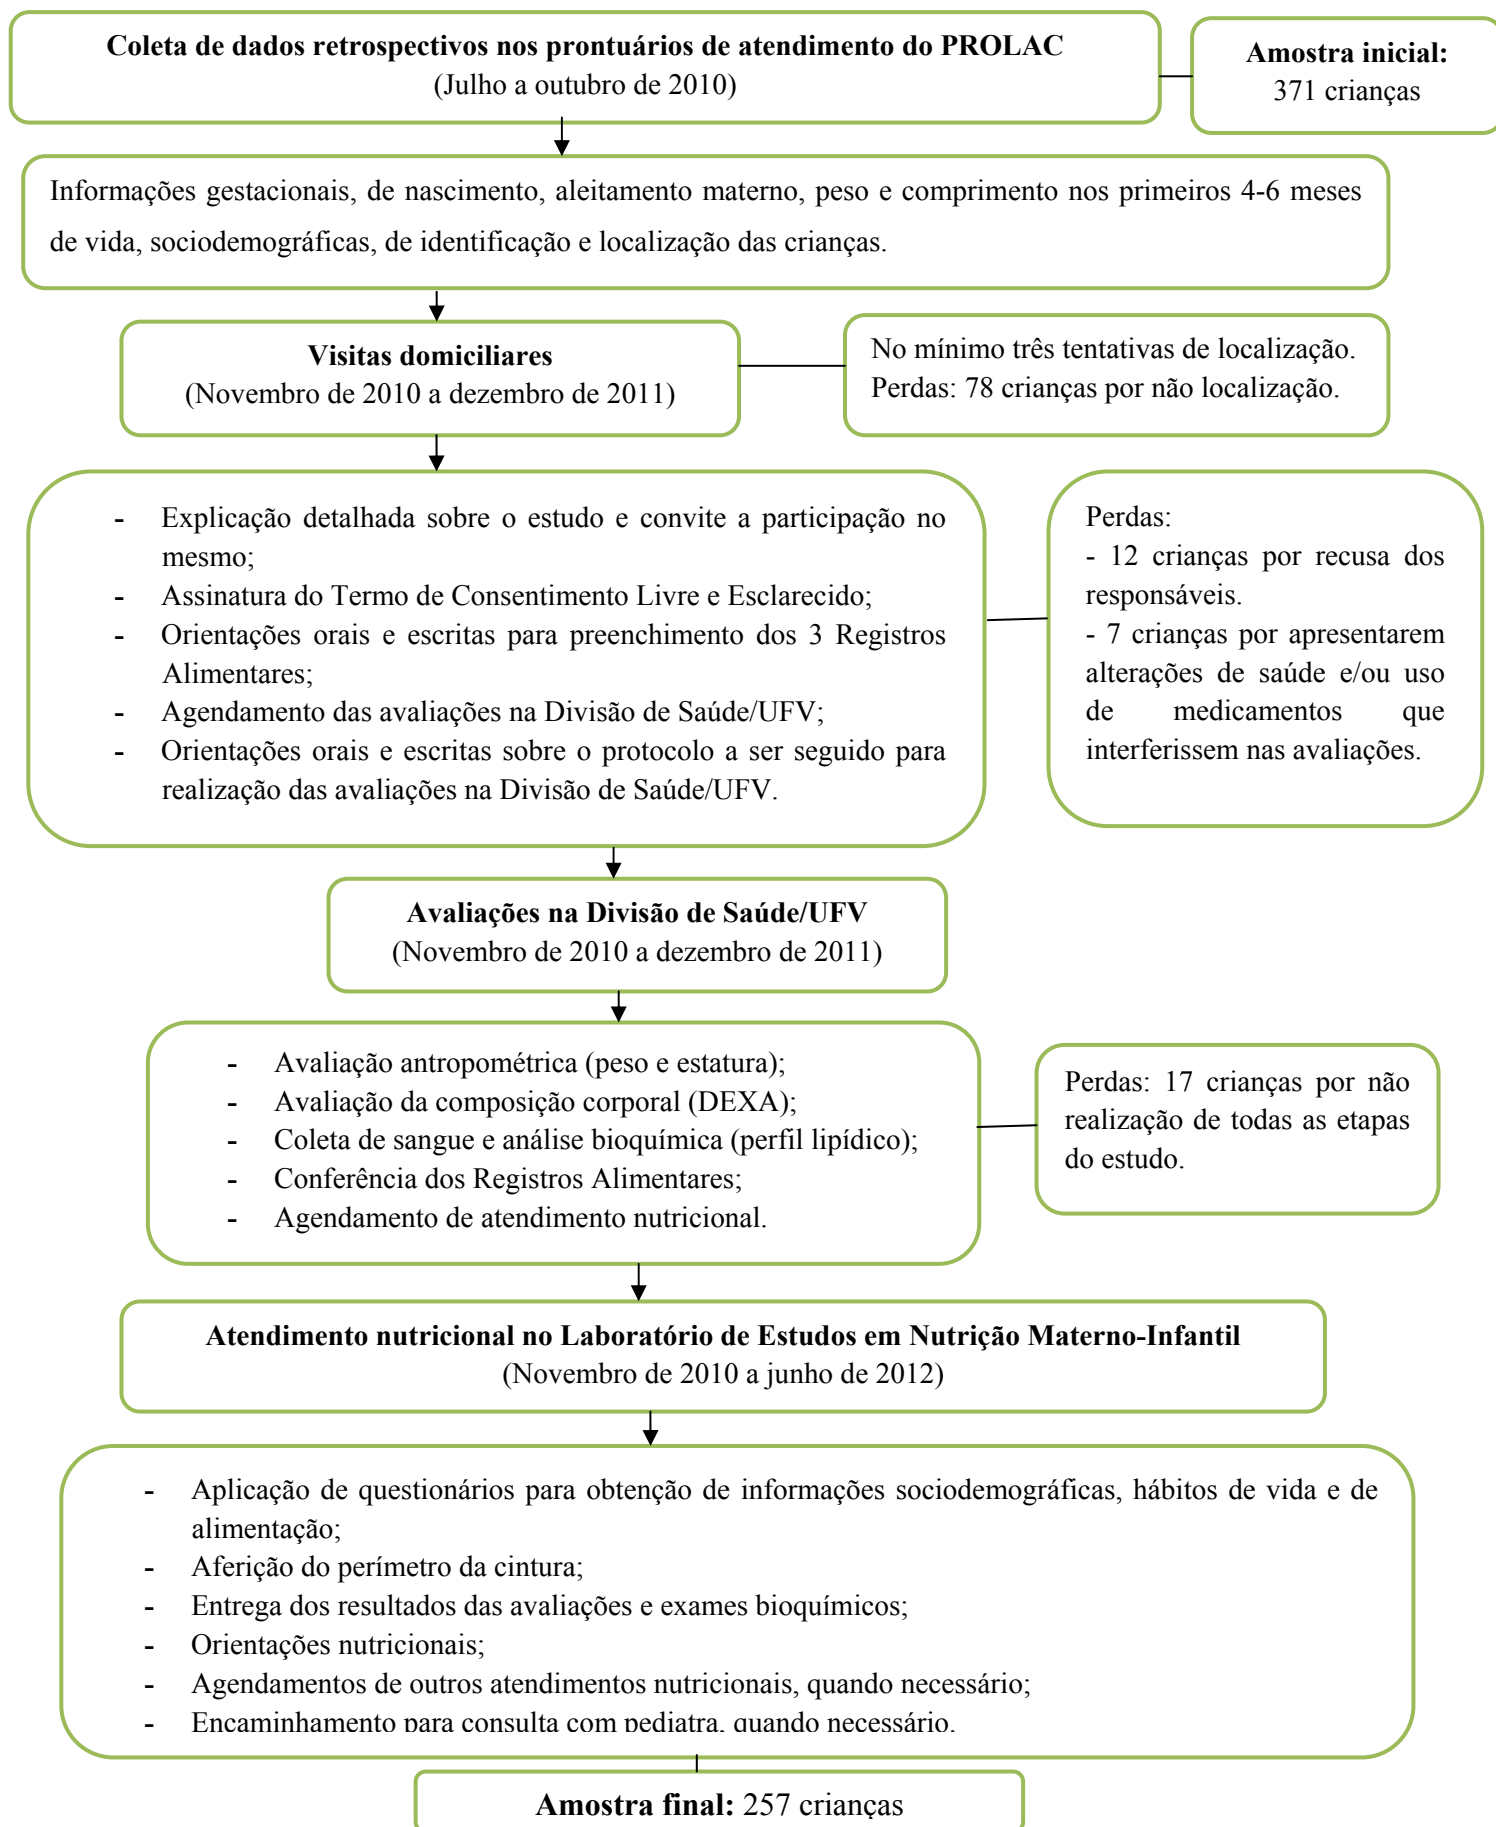 Coleta de dados retrospectivos nos prontuários de atendimento do PROLAC
(Julho a outubro de 2010)
Amostra inicial:
371 crianças
Informações gestacionais, de nascimento, aleitamento materno, peso e comprimento nos primeiros 4-6 meses
de vida, sociodemográficas, de identificação e localização das crianças.
Visitas domiciliares
(Novembro de 2010 a dezembro de 2011)
No mínimo três tentativas de localização.
Perdas: 78 crianças por não localização.
- Explicação detalhada sobre o estudo e convite a participação no
mesmo;
- Assinatura do Termo de Consentimento Livre e Esclarecido;
- Orientações orais e escritas para preenchimento dos 3 Registros
Alimentares;
- Agendamento das avaliações na Divisão de Saúde/UFV;
- Orientações orais e escritas sobre o protocolo a ser seguido para
realização das avaliações na Divisão de Saúde/UFV.
Perdas:
- 12 crianças por recusa dos
responsáveis.
- 7 crianças por apresentarem
alterações de saúde e/ou uso
de medicamentos que
interferissem nas avaliações.
Avaliações na Divisão de Saúde/UFV
(Novembro de 2010 a dezembro de 2011)
- Avaliação antropométrica (peso e estatura);
- Avaliação da composição corporal (DEXA);
- Coleta de sangue e análise bioquímica (perfil lipídico);
- Conferência dos Registros Alimentares;
- Agendamento de atendimento nutricional.
Perdas: 17 crianças por não
realização de todas as etapas
do estudo.
Atendimento nutricional no Laboratório de Estudos em Nutrição Materno-Infantil
(Novembro de 2010 a junho de 2012)
- Aplicação de questionários para obtenção de informações sociodemográficas, hábitos de vida e de
alimentação;
- Aferição do perímetro da cintura;
- Entrega dos resultados das avaliações e exames bioquímicos;
- Orientações nutricionais;
- Agendamentos de outros atendimentos nutricionais, quando necessário;
- Encaminhamento para consulta com pediatra, quando necessário.
Amostra final: 257 crianças